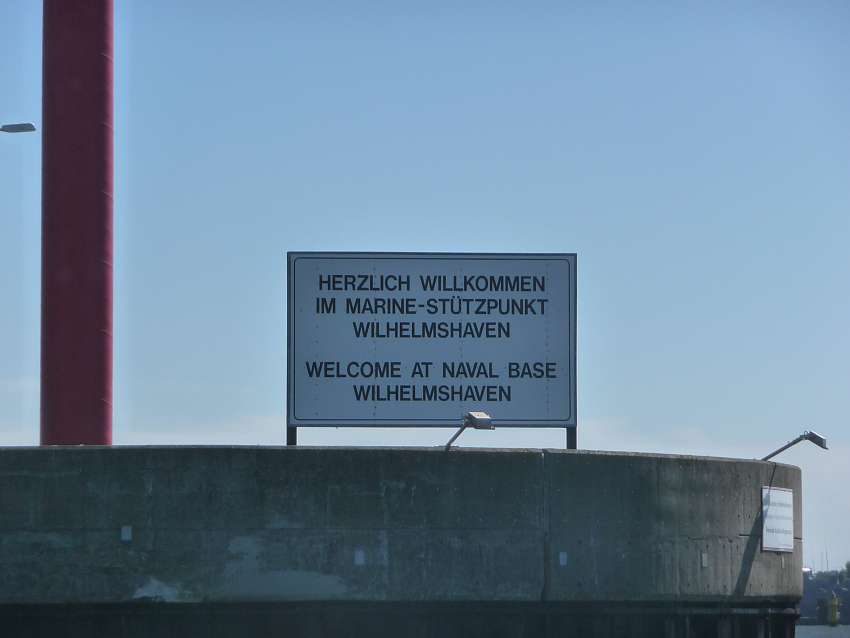 HERZLICH WILLKOMMEN
IM MARINE-STÜTZPUNKT
WILHELMSHAVEN
WELCOME AT NAVAL BASE
WILHELMSHAVEN